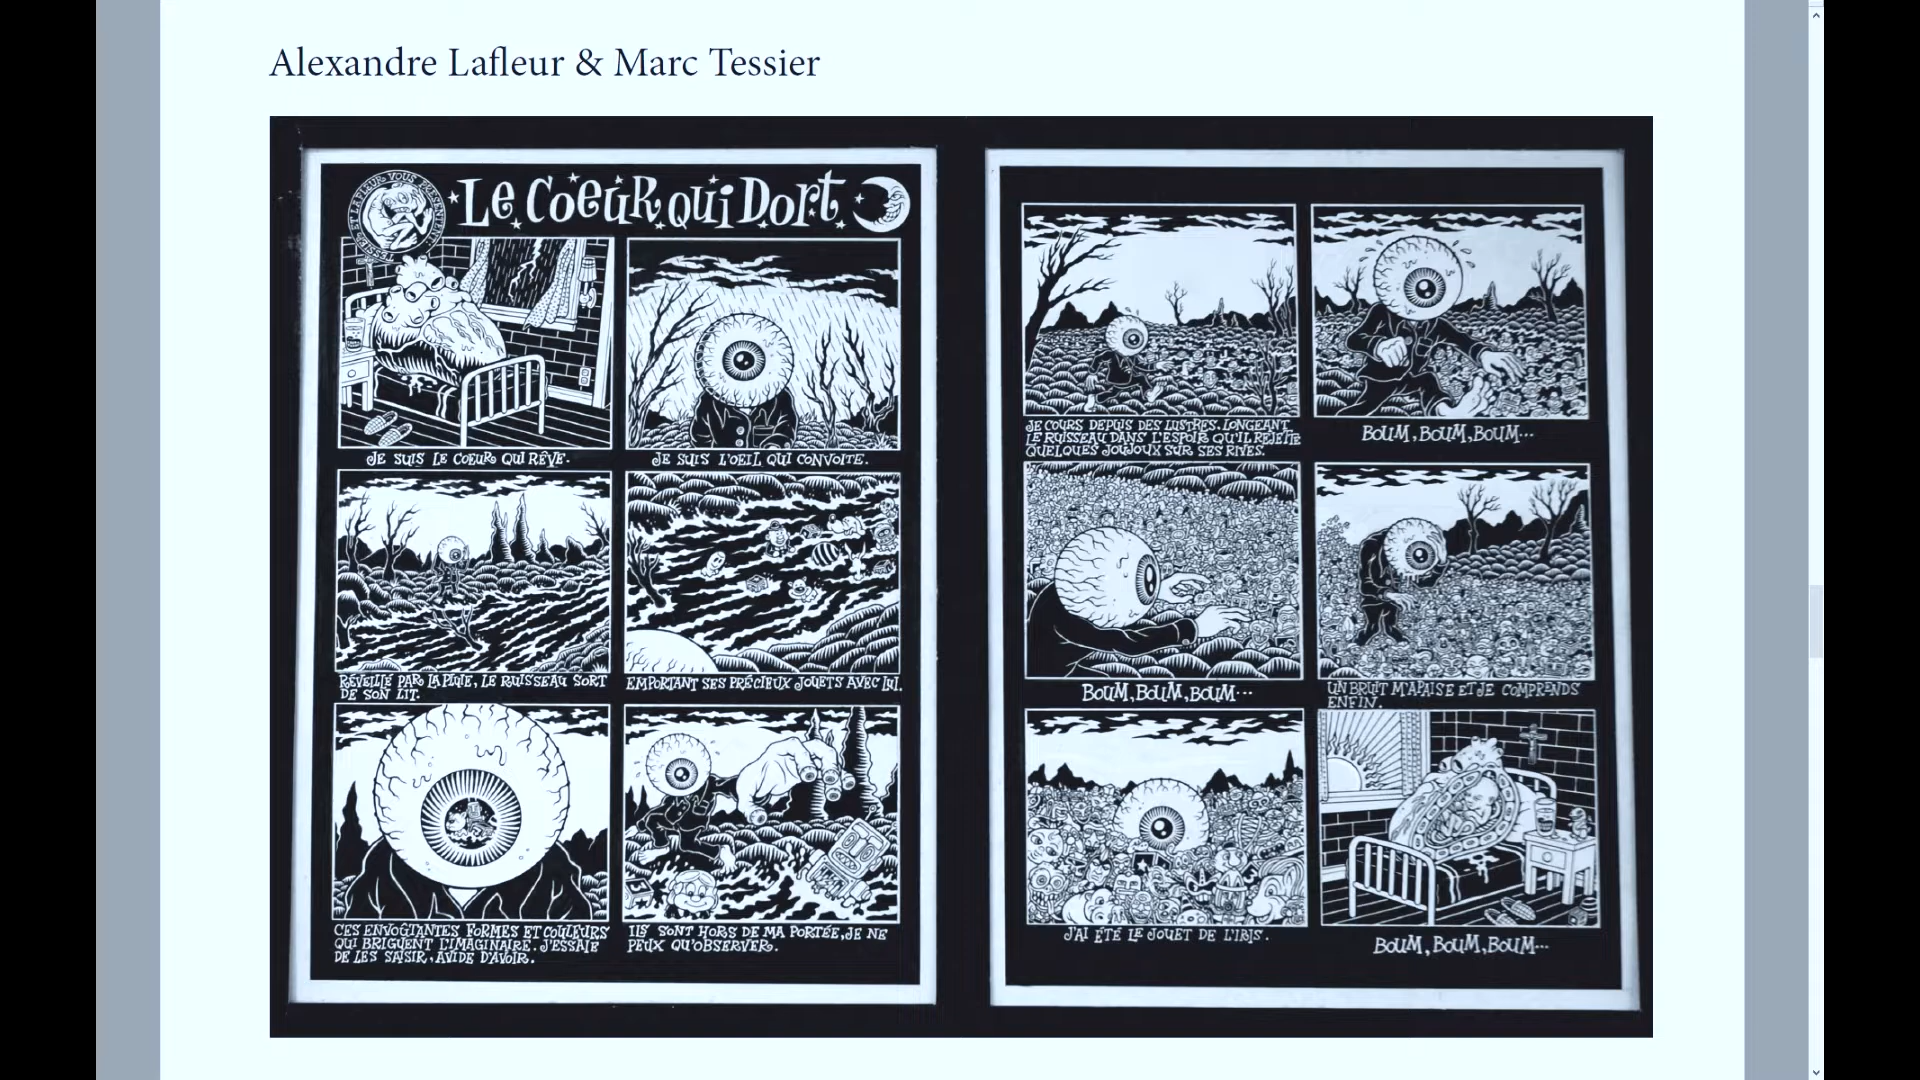 Alexandre Lafleur & Marc Tessier
TESSIER ET LAFLEUR VOUS PRÉSENTENT
LE COEUR QUI DORT
JE SUIS LE COEUR QUI RÊVE.
JE SUIS L'OEIL QUI CONVOITE.
RÉVEILLÉ PAR LA PLUIE, LE RUISSEAU SORT
DE SON LIT.
EMPORTANT SES PRÉCIEUX JOUETS AVEC LUI.
CES ENVOÛTANTES FORMES ET COULEURS
QUI BRIGUENT L'IMAGINAIRE. J'ESSAIE
DE LES SAISIR, AVIDE D'AVOIR.
ILS SONT HORS DE MA PORTÉE, JE NE
PEUX QU'OBSERVER.
JE COURS DEPUIS DES LUSTRES. LONGEANT
LE RUISSEAU DANS L'ESPOIR QU'IL REJETTE
QUELQUES JOUJOUX SUR SES RIVES.
BOUM, BOUM, BOUM...
BOUM, BOUM, BOUM...
UN BRUIT M'APAISE ET JE COMPRENDS
ENFIN.
J'AI ÉTÉ LE JOUET DE L'IRIS.
BOUM, BOUM, BOUM...